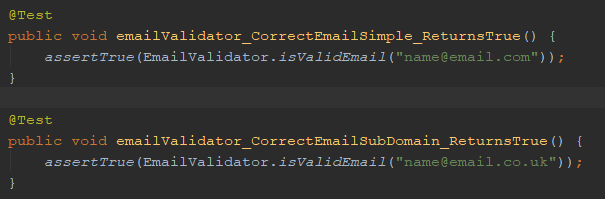 @Test
public void emailValidator_CorrectEmailSimple_ReturnsTrue() {
assertTrue(EmailValidator.isValidEmail("name@email.com"));
}
@Test
public void emailValidator_CorrectEmailSubDomain_ReturnsTrue() {
assertTrue(EmailValidator.isValidEmail("name@email.co.uk"));
}